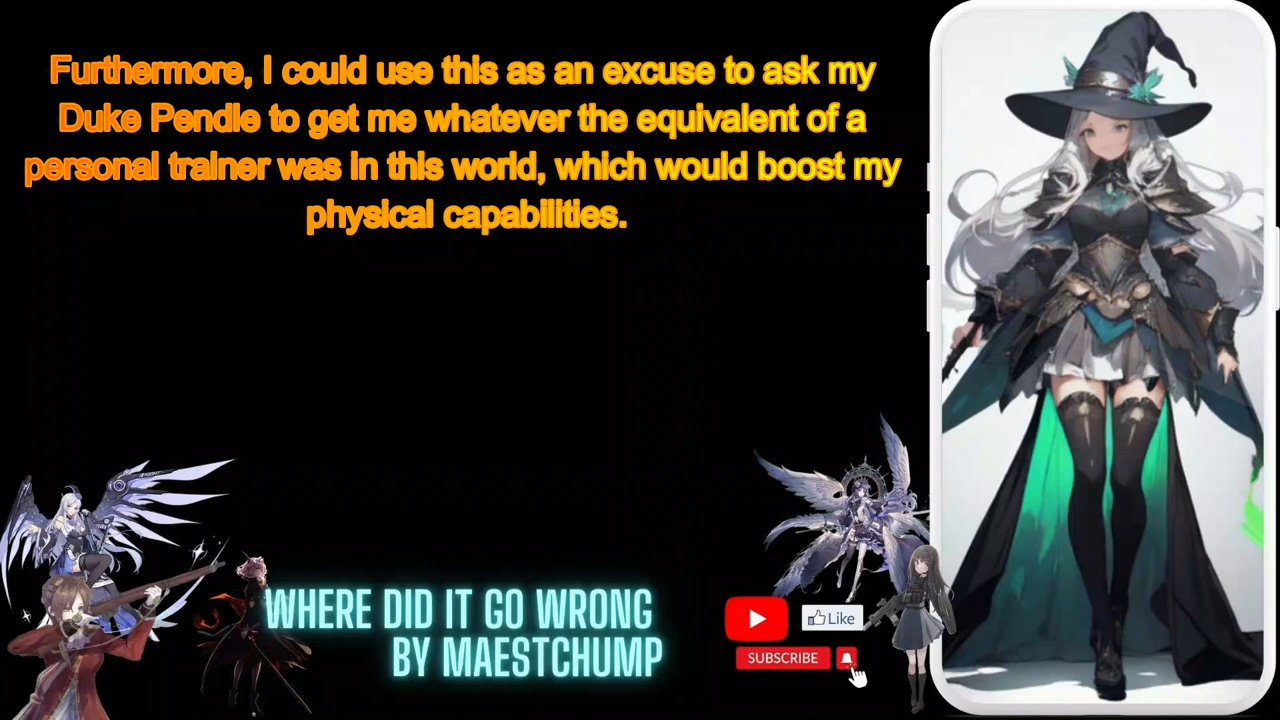 Furthermore, I could use this as an excuse to ask my
Duke Pendle to get me whatever the equivalent of a
personal trainer was in this world, which would boost my
physical capabilities.
WHERE DID IT GO WRONG
BY MAESTCHUMP
Like
SUBSCRIBE